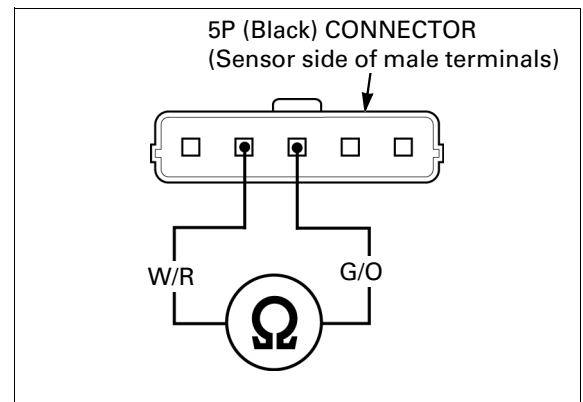 5P (Black) CONNECTOR
(Sensor side of male terminals)
W/R
G/O
Ω